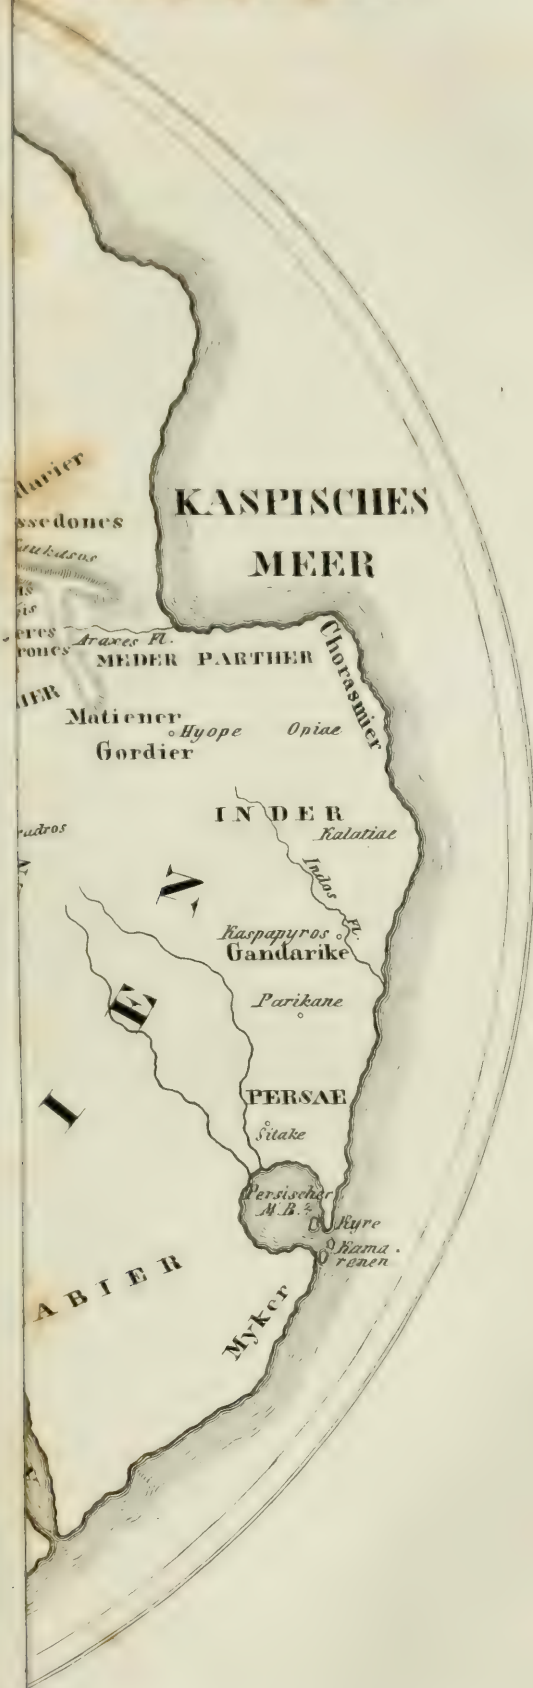 ssedones
KASPISCHES
MEER
Araxes Fl.
MEDER PARTHER
Chorasmier
Matiener
Hyope
Opiae
Gordier
INDER
Kalatiae
Indos Fl.
Kaspapyros
Gandarike
Parikane
I E N
PERSAE
Sitake
Persischer
M.B.
Kyre
Kama-
renen
ABIER
Myker